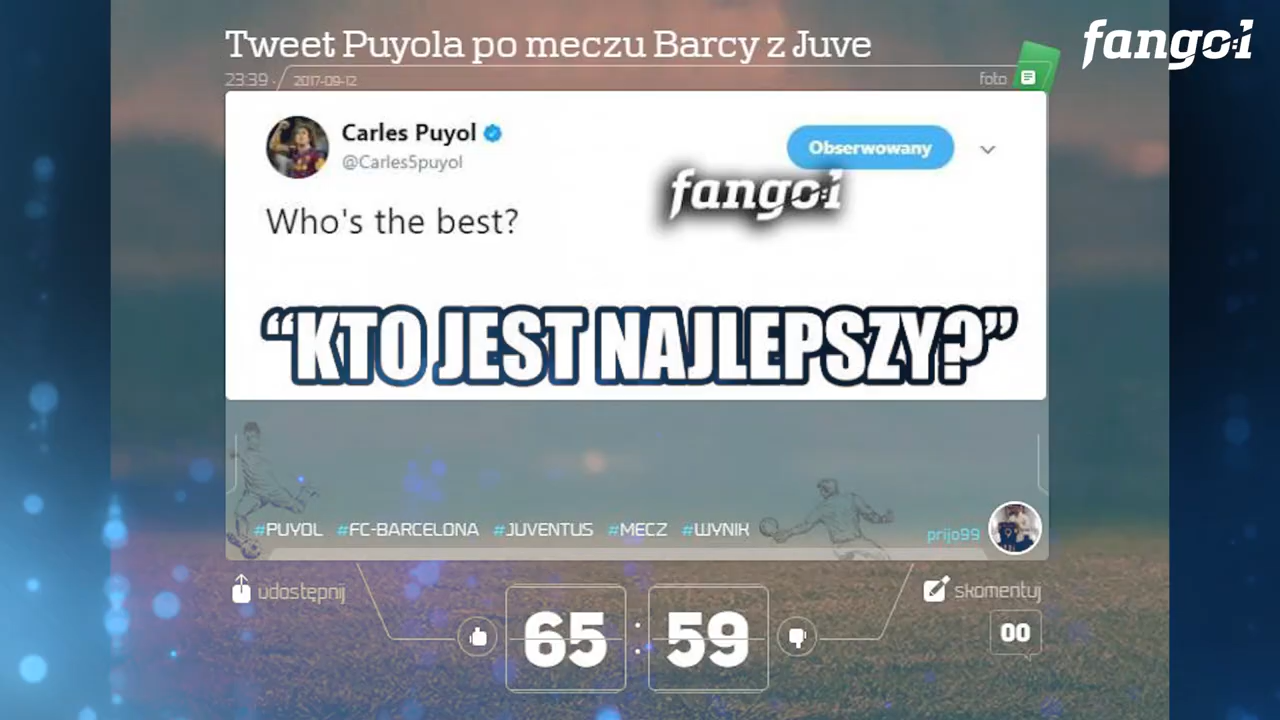 Tweet Puyola po meczu Barcy z Juve
fangol
23:39
2017-09-12
foto
Carles Puyol
@Carles5puyol
Obserwowany
fangol
Who's the best?
“KTO JEST NAJLEPSZY?”
#PUYOL #FC-BARCELONA #JUVENTUS #MECZ #WYNIK
prijo99
udostępnij
skomentuj
65 : 59
00